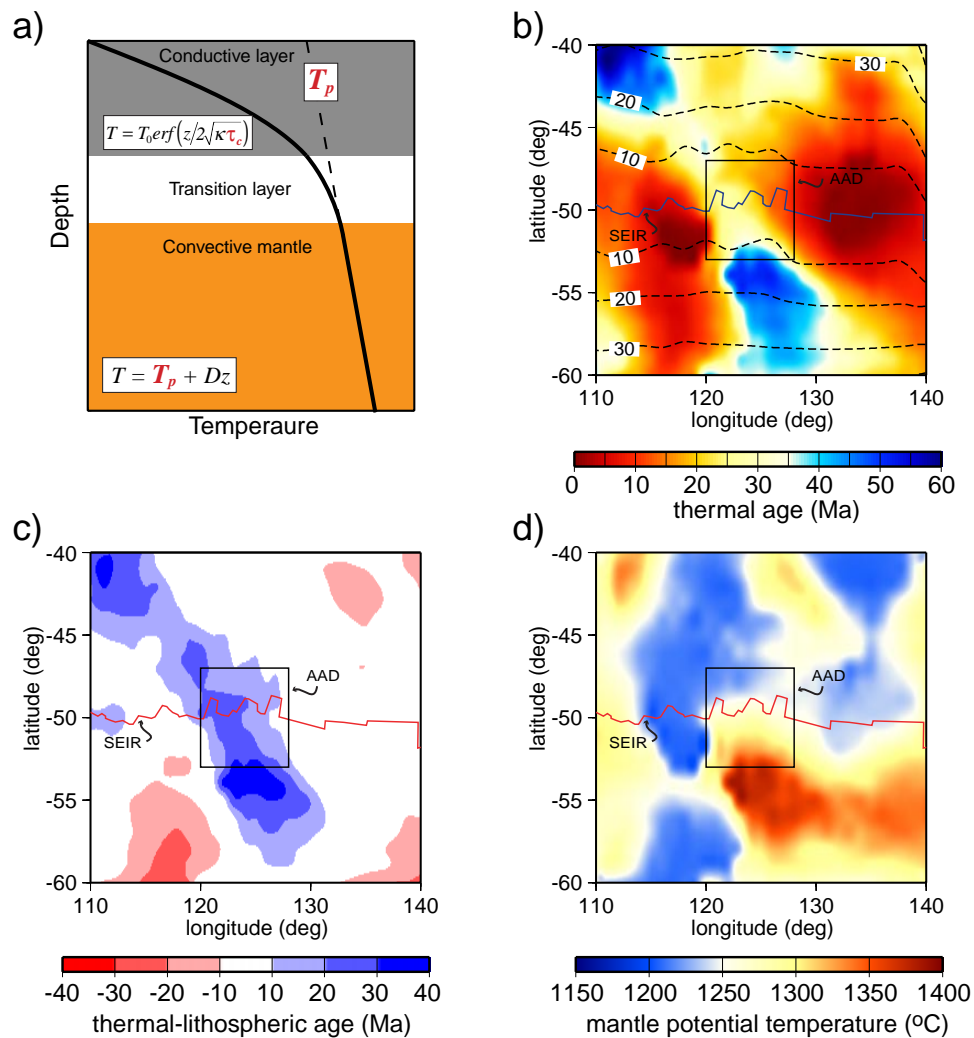 a)
Conductive layer
T_p
T = T_0 erf(z/2√κτ_c)
Transition layer
Convective mantle
T = T_p + Dz
Depth
Temperaure
b)
-40
-45
-50
-55
-60
latitude (deg)
30
20
10
AAD
SEIR
10
20
30
110 120 130 140
longitude (deg)
0 10 20 30 40 50 60
thermal age (Ma)
c)
-40
-45
-50
-55
-60
latitude (deg)
AAD
SEIR
110 120 130 140
longitude (deg)
-40 -30 -20 -10 10 20 30 40
thermal-lithospheric age (Ma)
d)
-40
-45
-50
-55
-60
latitude (deg)
AAD
SEIR
110 120 130 140
longitude (deg)
1150 1200 1250 1300 1350 1400
mantle potential temperature (ºC)